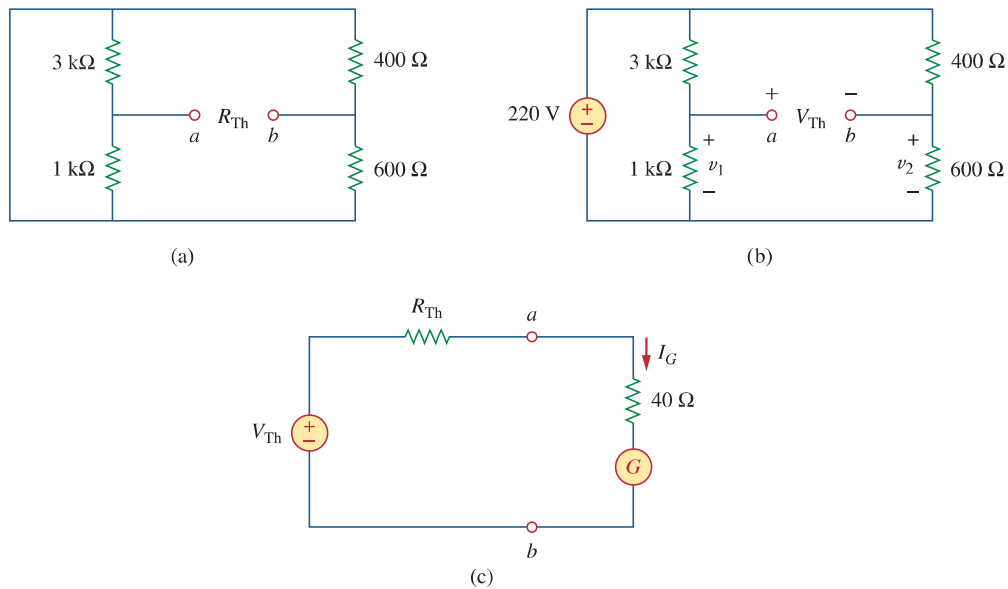 3 kΩ
400 Ω
R_Th
a
b
1 kΩ
600 Ω
(a)
220 V
+
−
3 kΩ
400 Ω
+
−
V_Th
a
b
1 kΩ
+
v_1
−
+
v_2
−
600 Ω
(b)
R_Th
a
I_G
40 Ω
V_Th
+
−
G
b
(c)